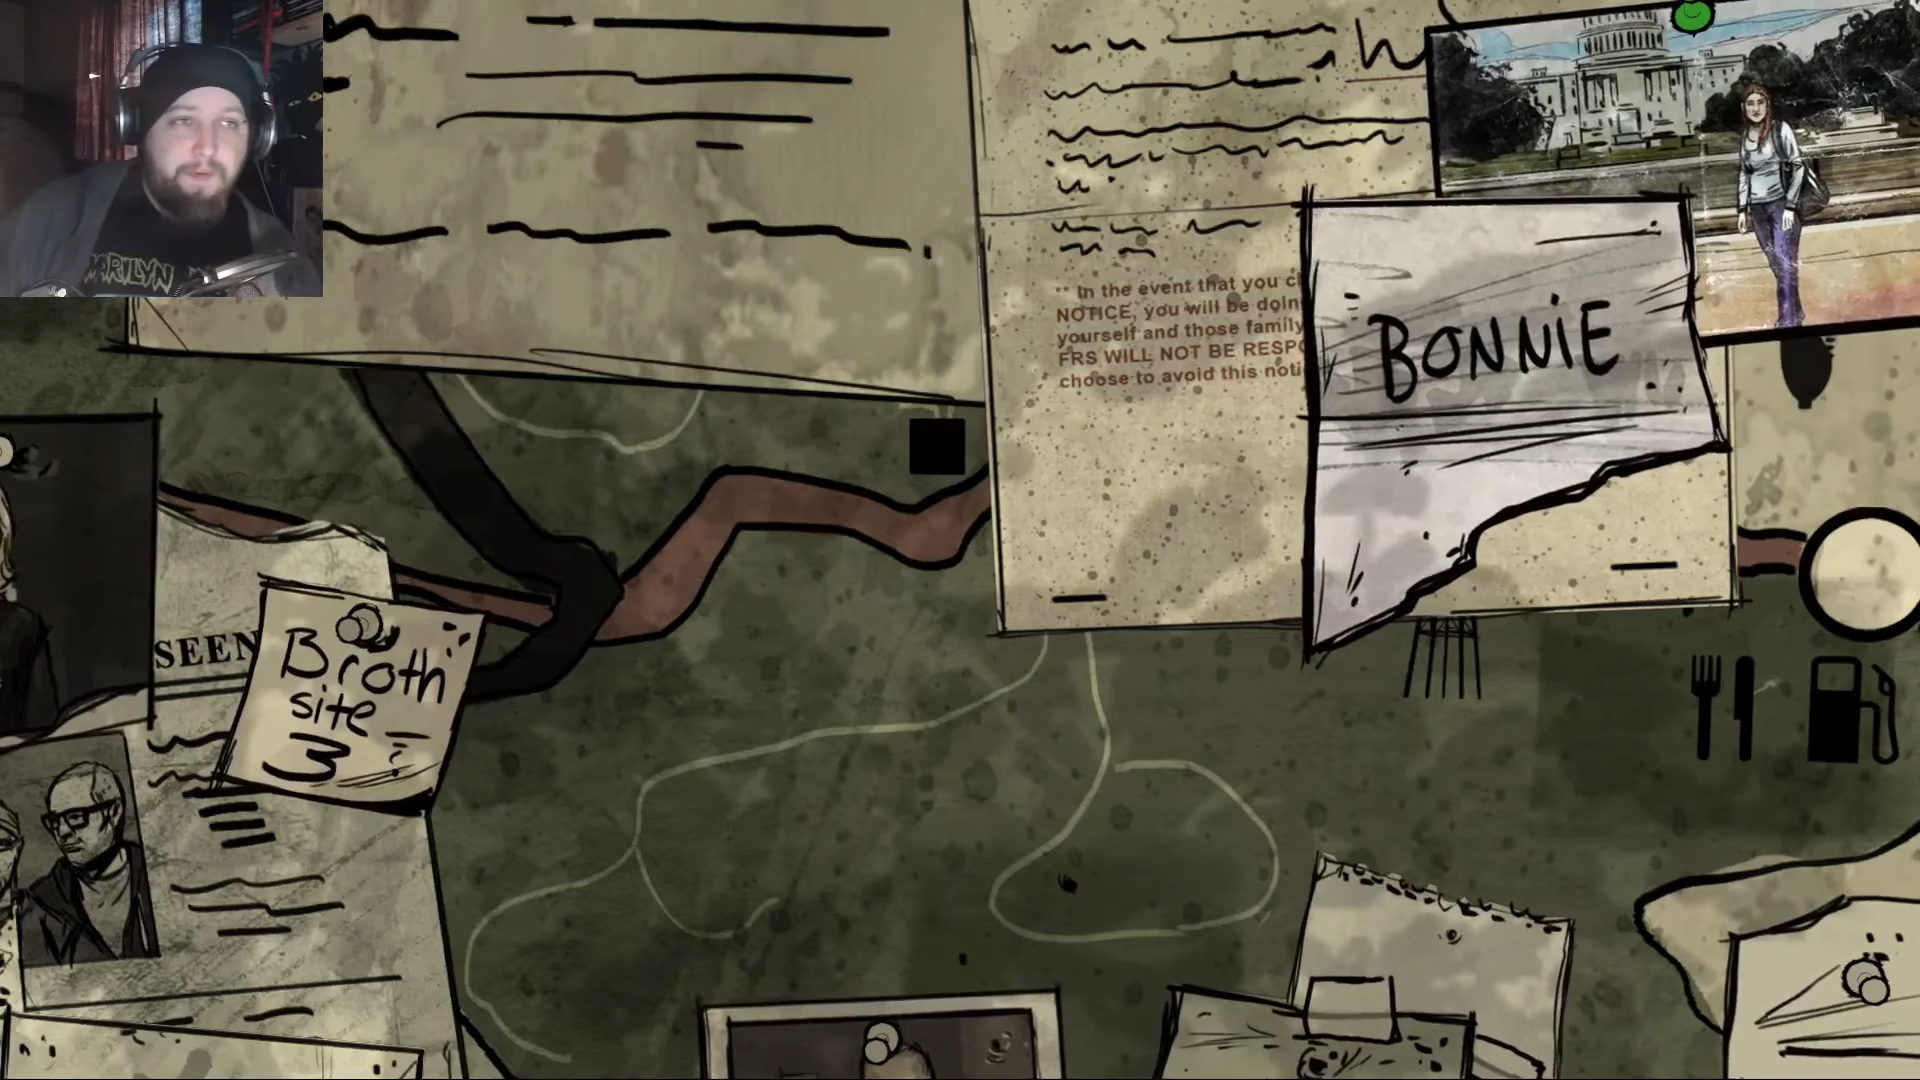 MARILYN
** In the event that you
NOTICE, you will be doin
yourself and those family
FRS WILL NOT BE RESP
choose to avoid this noti
BONNIE
SEEN
Broth
site
3